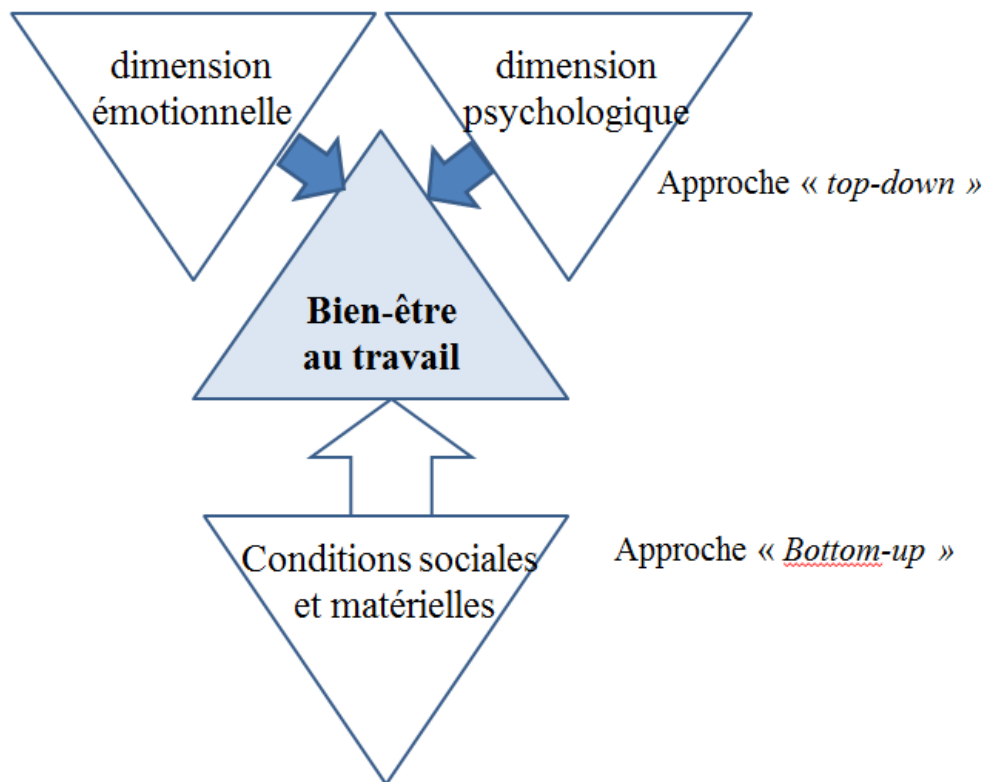 dimension
émotionnelle
dimension
psychologique
Approche « top-down »
Bien-être
au travail
Approche « Bottom-up »
Conditions sociales
et matérielles